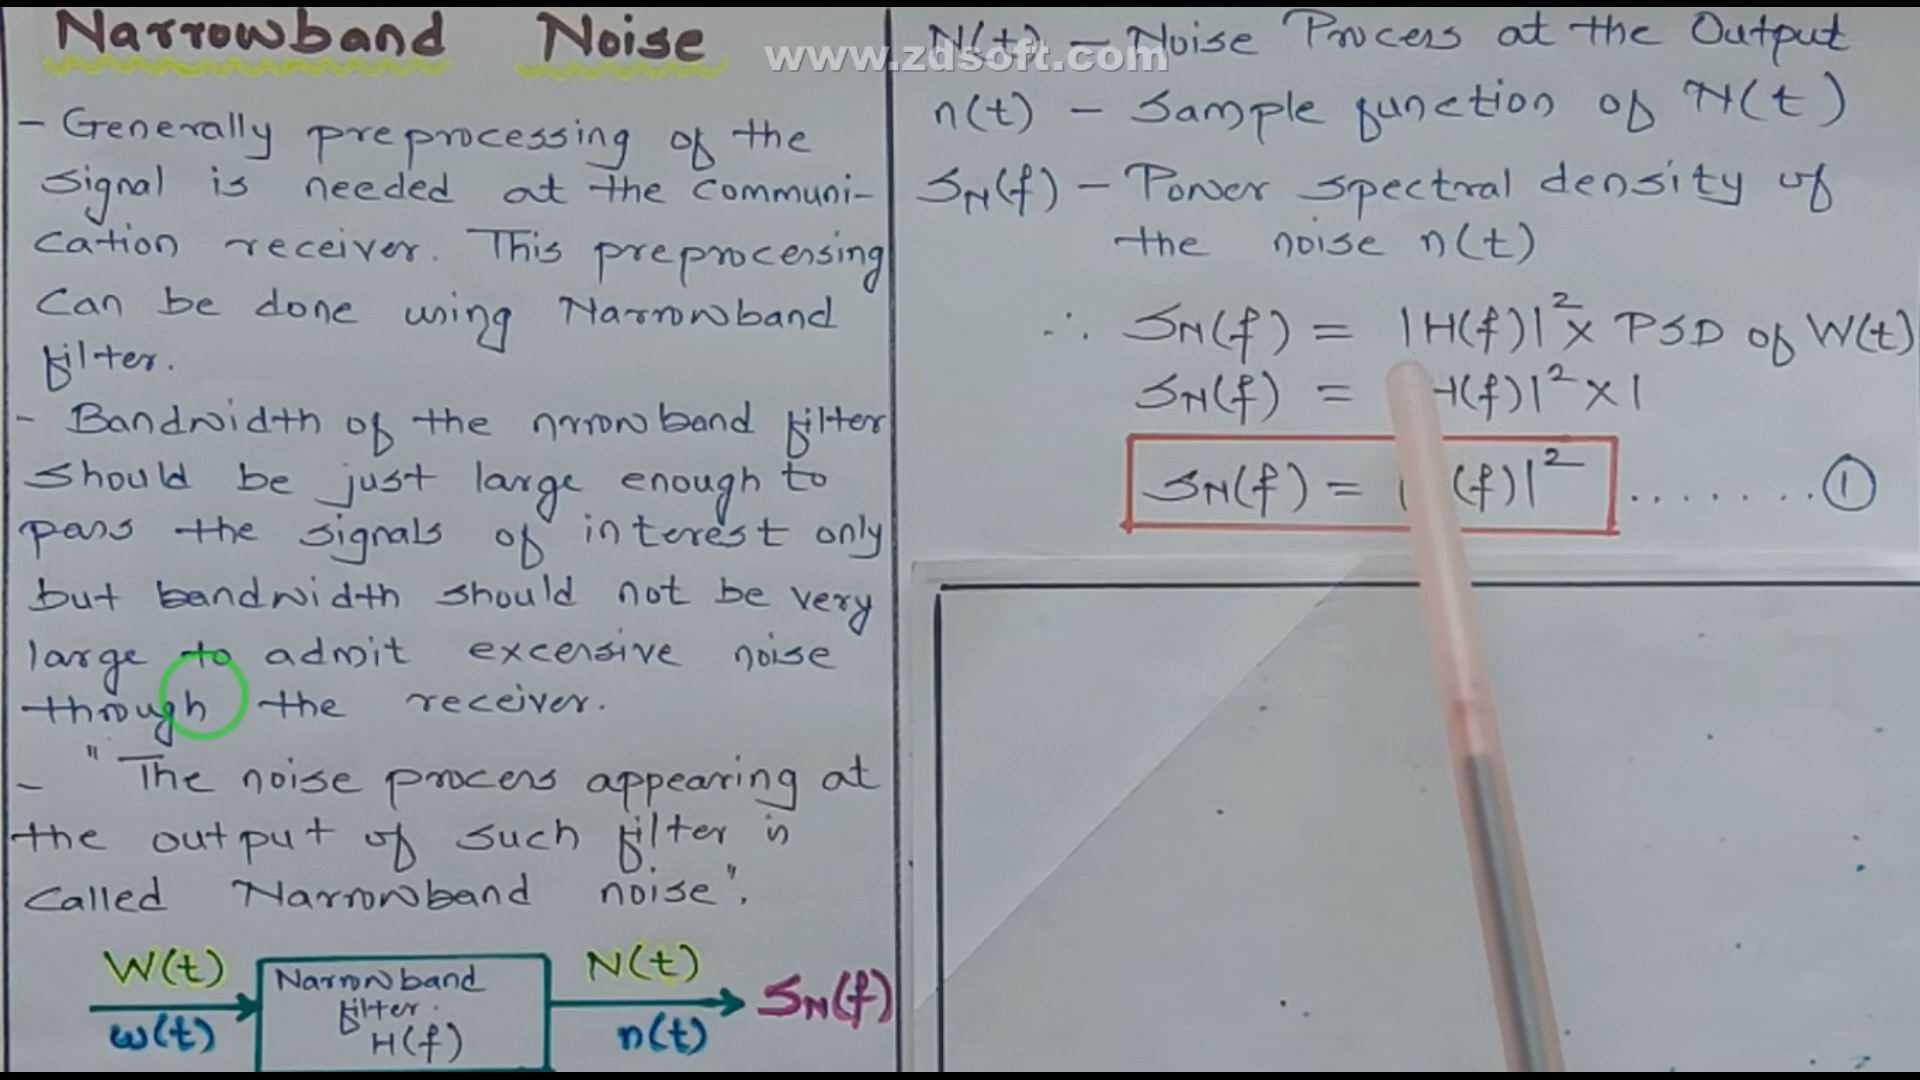 Narrowband Noise
- Generally preprocessing of the
signal is needed at the communi-
cation receiver. This preprocessing
can be done using Narrowband
filter.
- Bandwidth of the nrrowband filter
should be just large enough to
pass the signals of interest only
but bandwidth should not be very
large to admit excessive noise
through the receiver.
- "The noise process appearing at
the output of such filter is
called Narrowband noise".
W(t)
w(t)
Narrowband
filter.
H(f)
N(t)
n(t)
SN(f)
www.zdsoft.com
N(t) - Noise Process at the Output
n(t) - sample function of N(t)
SN(f) - Power spectral density of
the noise n(t)
∴ SN(f) = |H(f)|² × PSD of W(t)
SN(f) = H(f)|² × 1
SN(f) = | (f)|² ........ ①